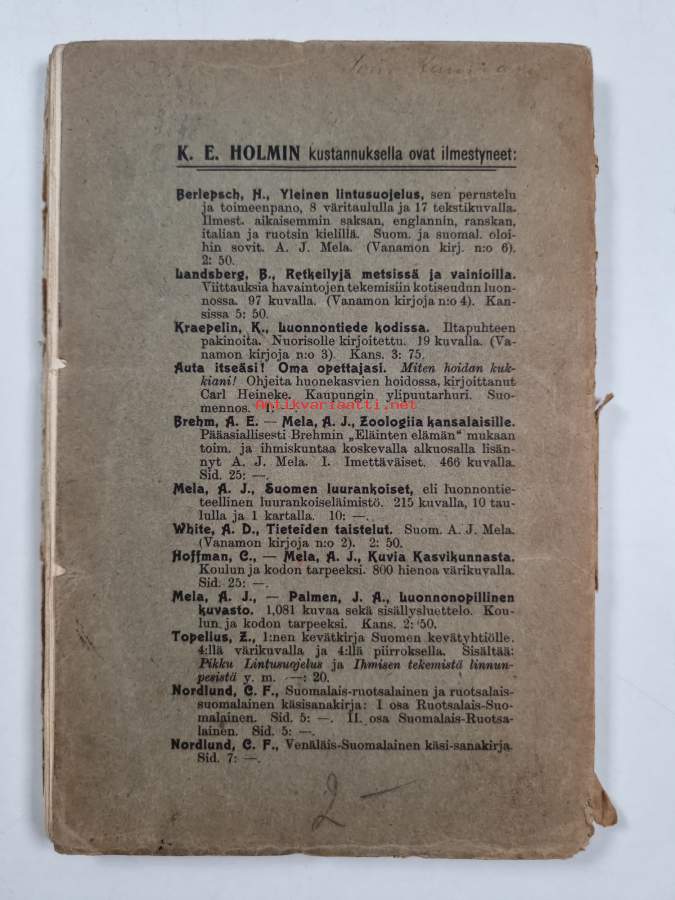 K. E. HOLMIN kustannuksella ovat ilmestyneet:
Berlepsch, H., Yleinen lintusuojelus, sen perustelu
ja toimeenpano, 8 väritaululla ja 17 tekstikuvalla.
Ilmest. aikaisemmin saksan, englannin, ranskan,
italian ja ruotsin kielillä. Suom. ja suomal. oloi-
hin sovit. A. J. Mela. (Vanamon kirj. n:o 6).
2: 50.
Landsberg, B., Retkeilyjä metsissä ja vainioilla.
Viittauksia havaintojen tekemisiin kotiseudun luon-
nossa. 97 kuvalla. (Vanamon kirjoja n:o 4). Kan-
sissa 5: 50.
Kraepelin, K., Luonnontiede kodissa. Iltapuhteen
pakinoita. Nuorisolle kirjoitettu. 19 kuvalla. (Va-
namon kirjoja n:o 3). Kans. 3: 75.
Auta itseäsi! Oma opettajasi. Miten hoidan kuk-
kiani! Ohjeita huonekasvien hoidossa, kirjoittanut
Carl Heineke. Kaupungin ylipuutarhuri. Suo-
mennos. 1: —.
antikvariaatti.net
Brehm, A. E. — Mela, A. J., Zoologiia kansalaisille.
Pääasiallisesti Brehmin „Eläinten elämän“ mukaan
toim. ja ihmiskuntaa koskevalla alkuosalla lisän-
nyt A. J. Mela. I. Imettäväiset. 466 kuvalla.
Sid. 25: —.
Mela, A. J., Suomen luurankoiset, eli luonnontie-
teellinen luurankoiseläimistö. 215 kuvalla, 10 tau-
lulla ja 1 kartalla. 10: —.
White, A. D., Tieteiden taistelut. Suom. A. J. Mela.
(Vanamon kirjoja n:o 2). 2: 50.
Hoffman, C., — Mela, A. J., Kuvia Kasvikunnasta.
Koulun ja kodon tarpeeksi. 800 hienoa värikuvalla.
Sid. 25: —.
Mela, A. J., — Palmen, J. A., Luonnonopillinen
kuvasto. 1,081 kuvaa sekä sisällysluettelo. Kou-
lun ja kodon tarpeeksi. Kans. 2: 50.
Topelius, Z., 1:nen kevätkirja Suomen kevätyhtiölle.
4:llä värikuvalla ja 4:llä piirroksella. Sisältää:
Pikku Lintusuojelus ja Ihmisen tekemistä linnun-
pesistä y. m. —: 20.
Nordlund, C. F., Suomalais-ruotsalainen ja ruotsalais-
suomalainen käsisanakirja: I osa Ruotsalais-Suo-
malainen. Sid. 5: —. II. osa Suomalais-Ruotsa-
lainen. Sid. 5: —.
Nordlund, C. F., Venäläis-Suomalainen käsi-sanakirja.
Sid. 7: —.
2 —